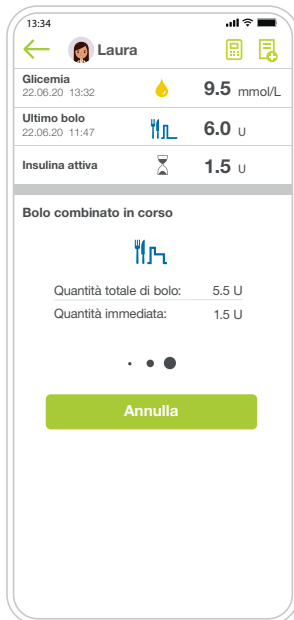 13:34
Laura
Glicemia
22.06.20 13:32
9.5 mmol/L
Ultimo bolo
22.06.20 11:47
6.0 U
Insulina attiva
1.5 U
Bolo combinato in corso
Quantità totale di bolo: 5.5 U
Quantità immediata: 1.5 U
Annulla